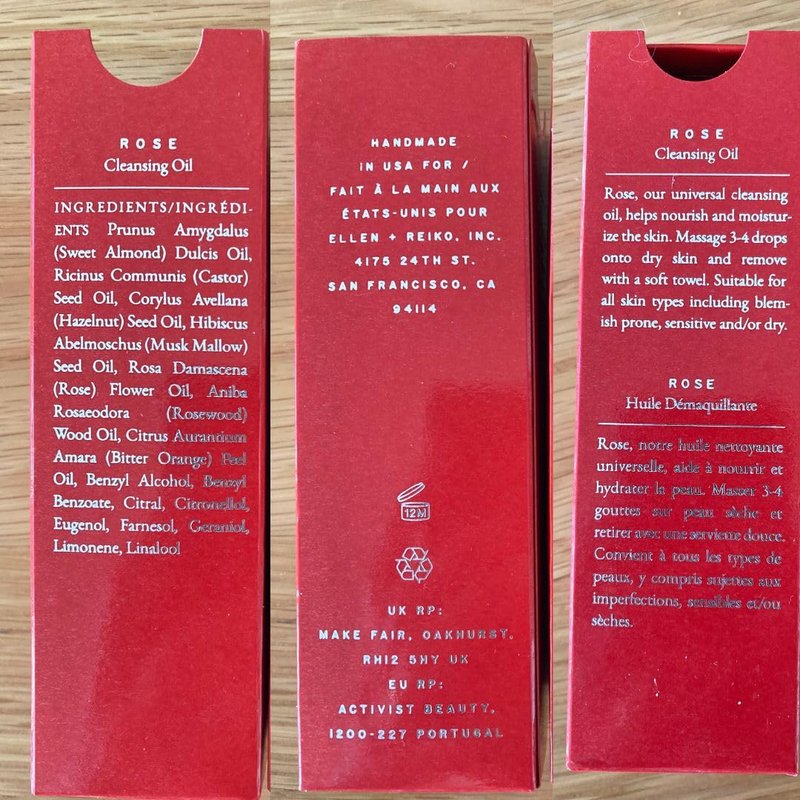 ROSE
Cleansing Oil
INGREDIENTS/INGRÉDI-
ENTS Prunus Amygdalus
(Sweet Almond) Dulcis Oil,
Ricinus Communis (Castor)
Seed Oil, Corylus Avellana
(Hazelnut) Seed Oil, Hibiscus
Abelmoschus (Musk Mallow)
Seed Oil, Rosa Damascena
(Rose) Flower Oil, Aniba
Rosaeodora (Rosewood)
Wood Oil, Citrus Aurantium
Amara (Bitter Orange) Peel
Oil, Benzyl Alcohol, Benzyl
Benzoate, Citral, Citronellol,
Eugenol, Farnesol, Geraniol,
Limonene, Linalool
HANDMADE
IN USA FOR /
FAIT À LA MAIN AUX
ÉTATS-UNIS POUR
ELLEN + REIKO, INC.
4175 24TH ST.
SAN FRANCISCO, CA
94114
12M
UK RP:
MAKE FAIR, OAKHURST,
RH12 5HY UK
EU RP:
ACTIVIST BEAUTY,
1200-227 PORTUGAL
ROSE
Cleansing Oil
Rose, our universal cleansing
oil, helps nourish and moistur-
ize the skin. Massage 3-4 drops
onto dry skin and remove
with a soft towel. Suitable for
all skin types including blem-
ish prone, sensitive and/or dry.
ROSE
Huile Démaquillante
Rose, notre huile nettoyante
universelle, aide à nourrir et
hydrater la peau. Masser 3-4
gouttes sur peau sèche et
retirer avec une serviette douce.
Convient à tous les types de
peaux, y compris sujettes aux
imperfections, sensibles et/ou
sèches.